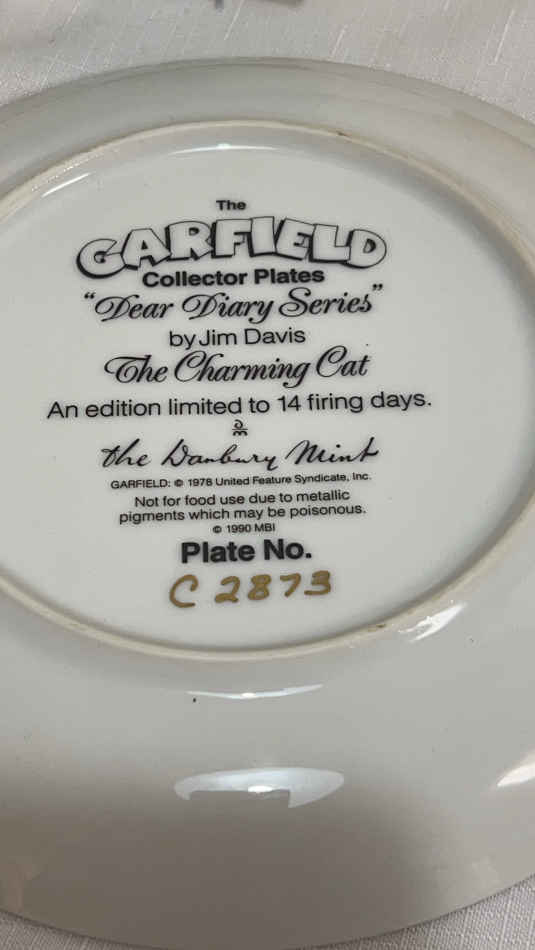 The
GARFIELD
Collector Plates
"Dear Diary Series"
by Jim Davis
The Charming Cat
An edition limited to 14 firing days.
the Danbury Mint
GARFIELD: © 1978 United Feature Syndicate, Inc.
Not for food use due to metallic
pigments which may be poisonous.
© 1990 MBI
Plate No.
C 2873